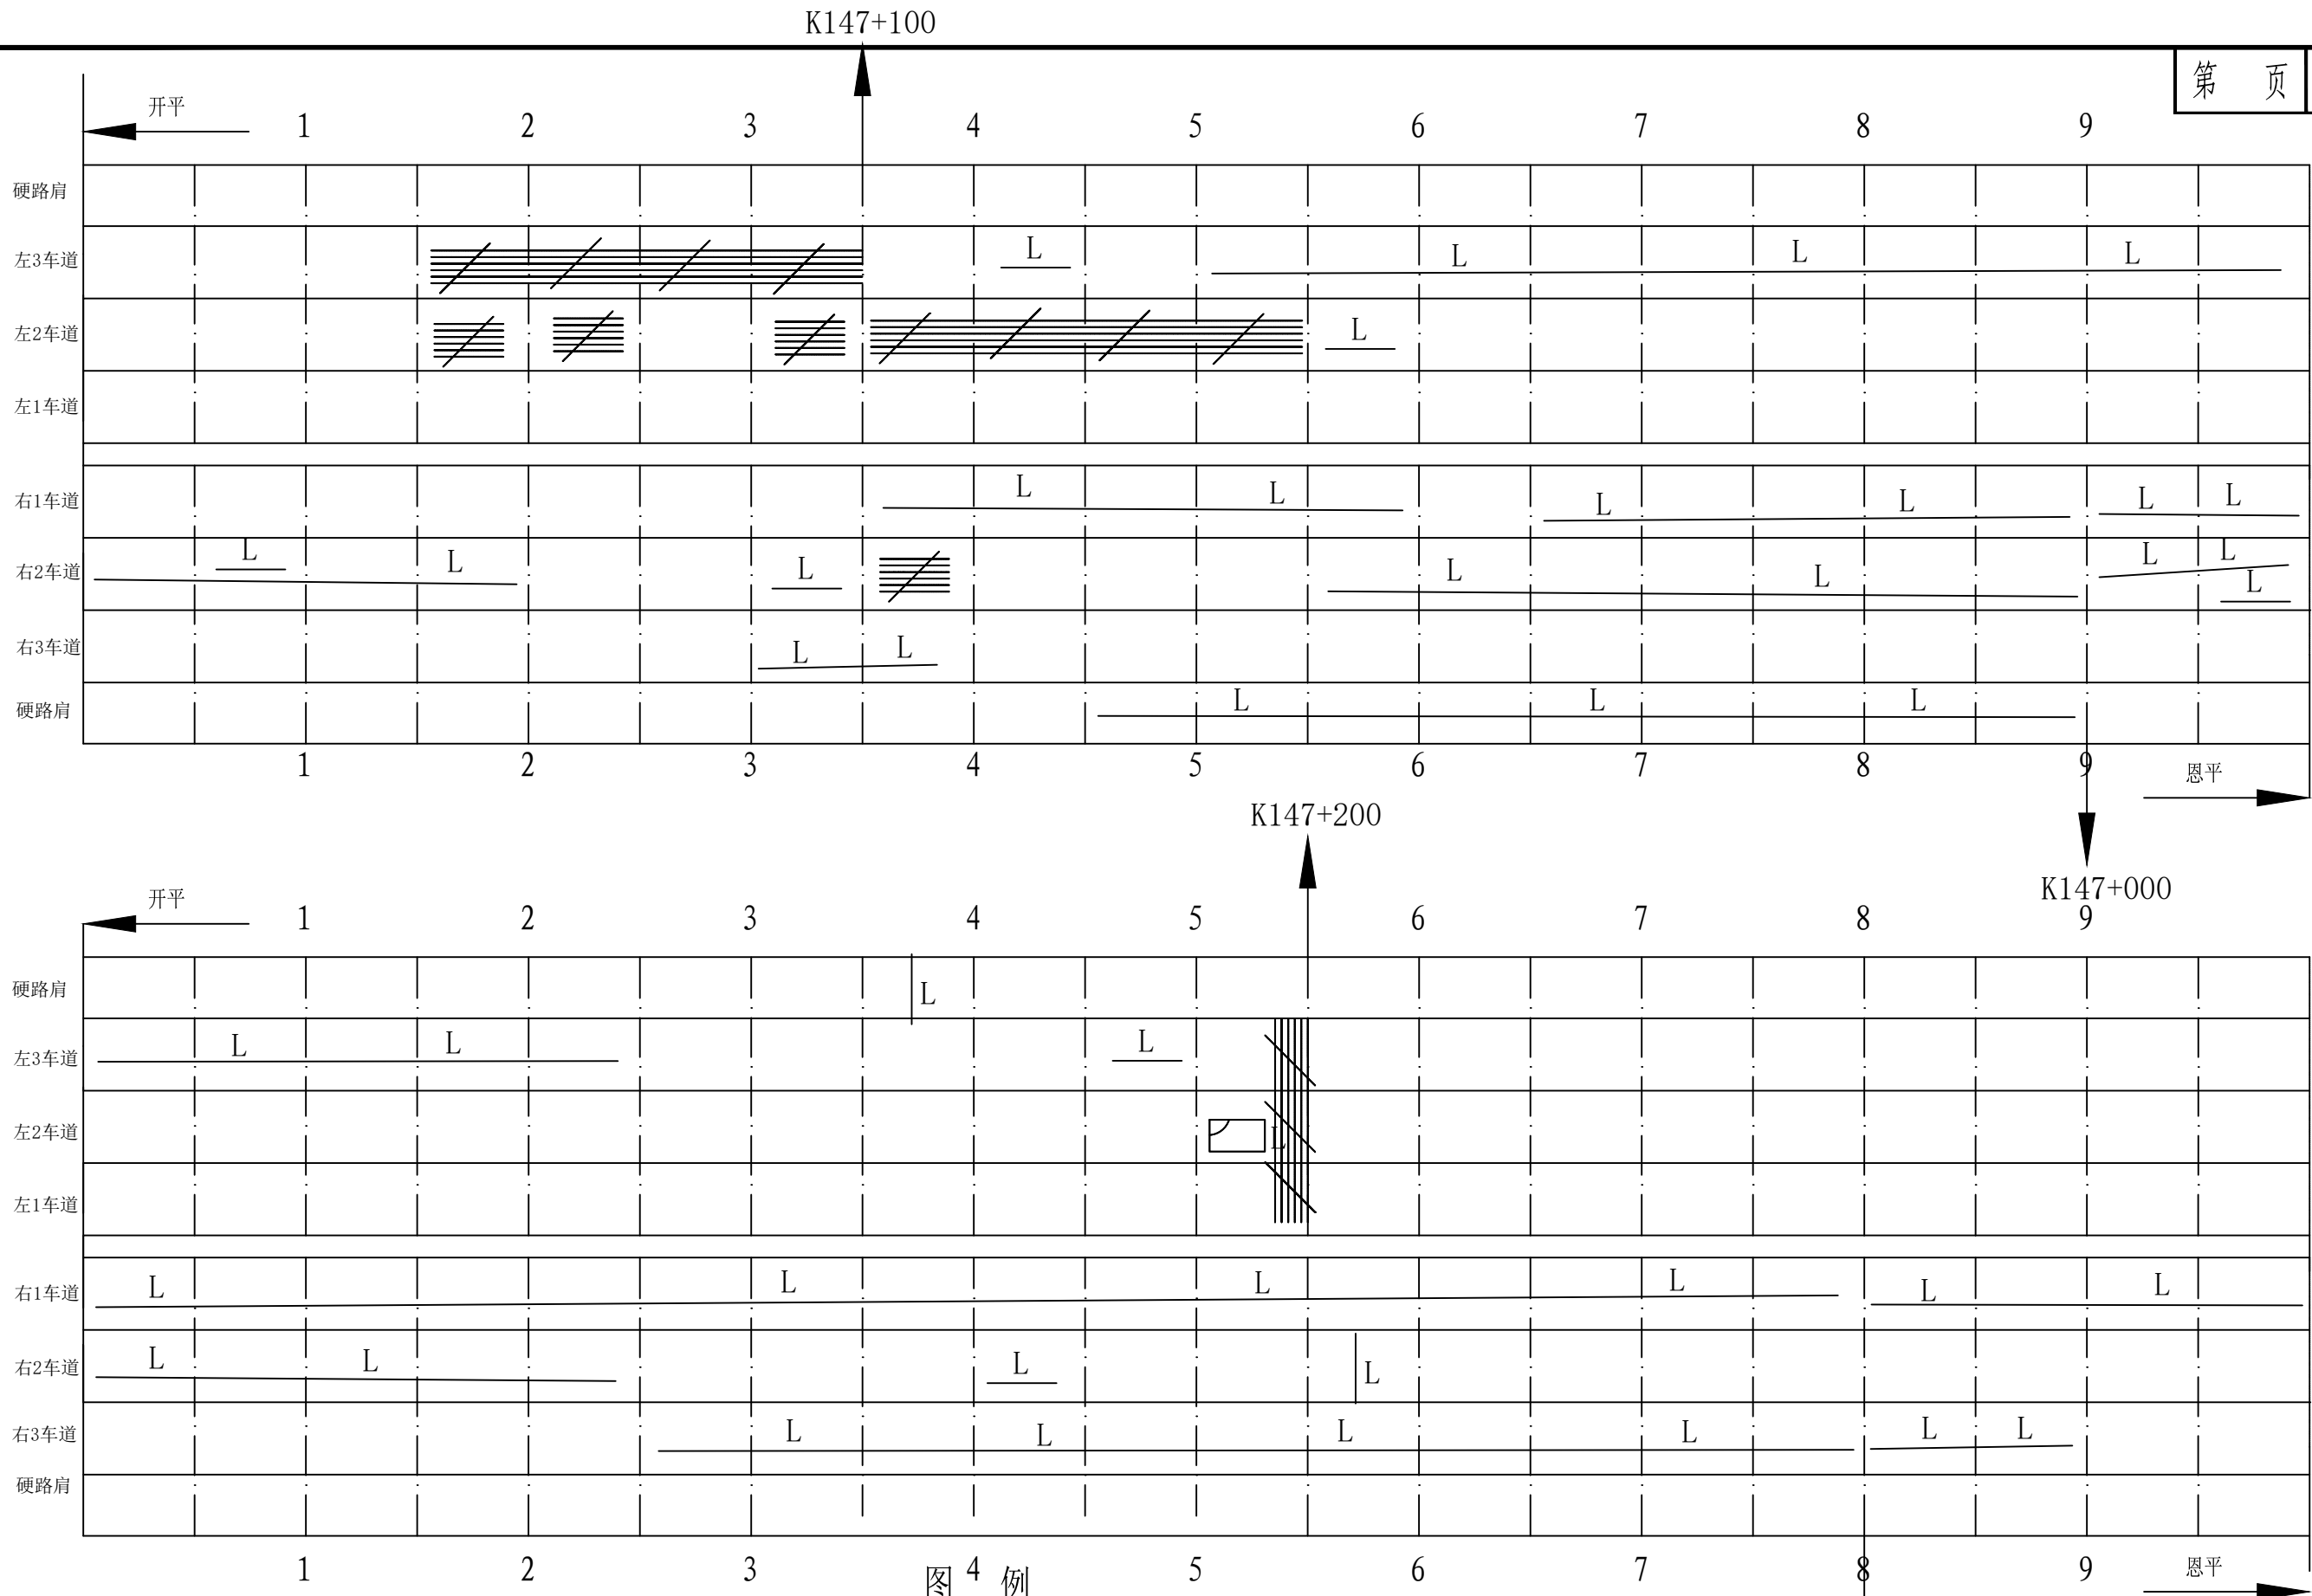 K147+100
第 页
开平
1 2 3 4 5 6 7 8 9
硬路肩
左3车道 L L L L
左2车道 L
左1车道
右1车道 L L L L L L
右2车道 L L L L L L L L
右3车道 L L
硬路肩 L L L
1 2 3 4 5 6 7 8 9
恩平
K147+200
K147+000
开平
1 2 3 4 5 6 7 8 9
硬路肩 L
左3车道 L L L
左2车道 L
左1车道
右1车道 L L L L L L
右2车道 L L L L
右3车道 L L L L L L
硬路肩
1 2 3 4 5 6 7 8 9
恩平
图 例